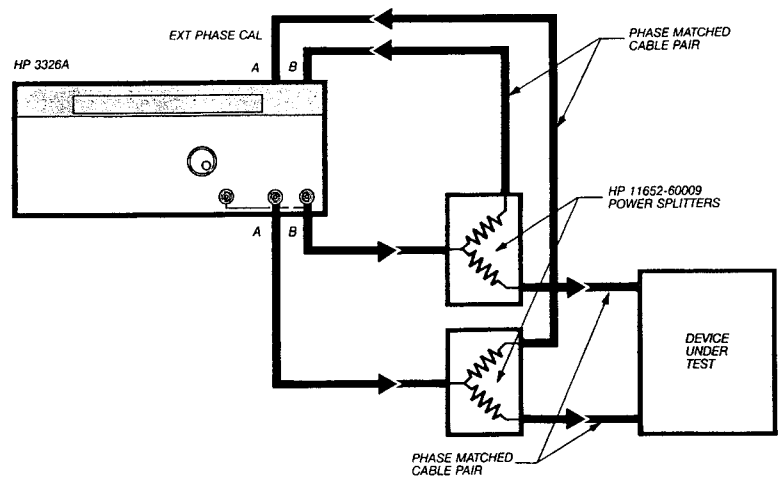 EXT PHASE CAL
PHASE MATCHED
CABLE PAIR
HP 3326A
A
B
HP 11652-60009
POWER SPLITTERS
A
B
DEVICE
UNDER
TEST
PHASE MATCHED
CABLE PAIR